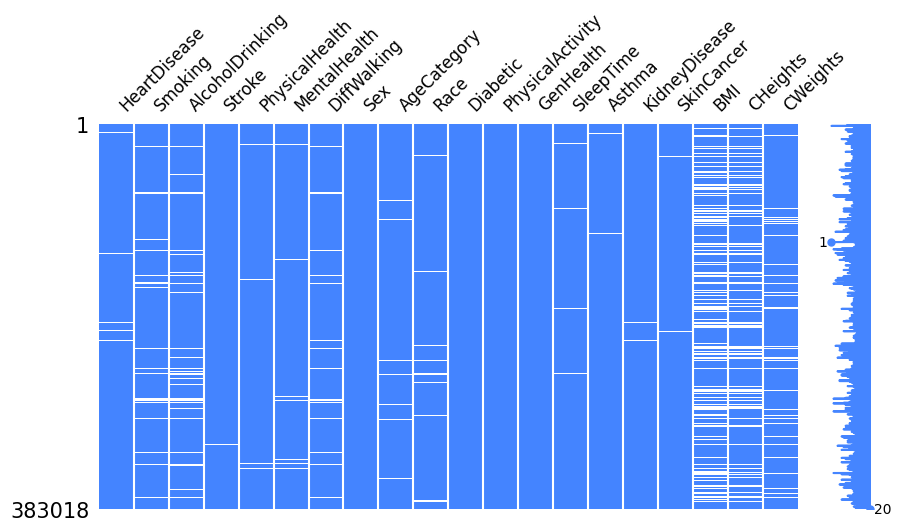 HeartDisease
Smoking
AlcoholDrinking
Stroke
PhysicalHealth
MentalHealth
DiffWalking
Sex
AgeCategory
Race
Diabetic
PhysicalActivity
GenHealth
SleepTime
Asthma
KidneyDisease
SkinCancer
BMI
CHeights
CWeights
1
1
383018
20